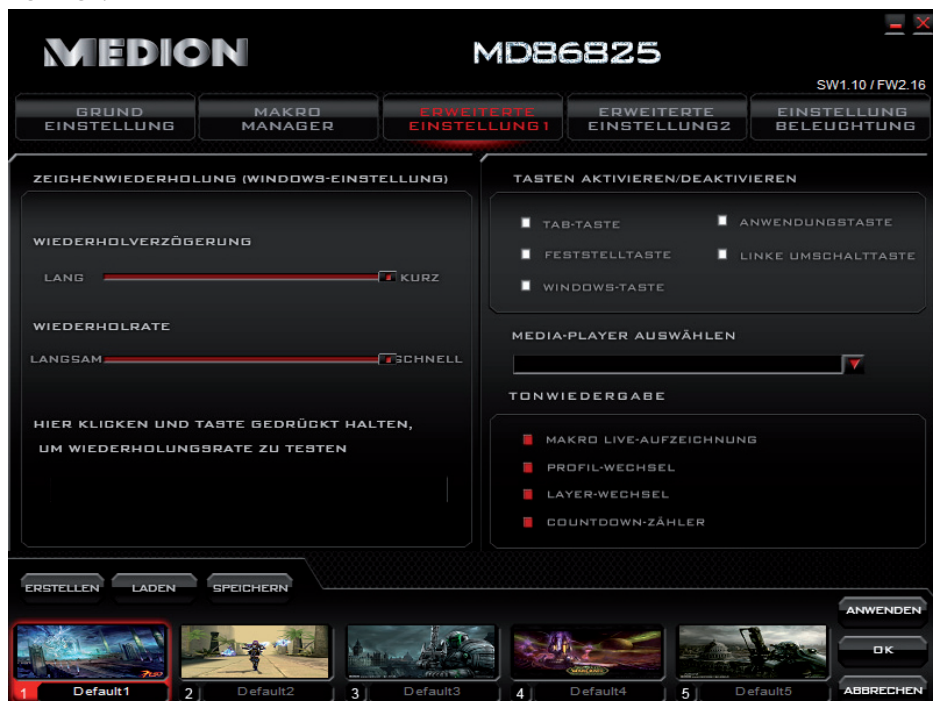 MEDION
MD86825
SW1.10 / FW2.16
GRUND
EINSTELLUNG
MAKRO
MANAGER
ERWEITERTE
EINSTELLUNG1
ERWEITERTE
EINSTELLUNG2
EINSTELLUNG
BELEUCHTUNG
ZEICHENWIEDERHOLUNG (WINDOWS-EINSTELLUNG)
WIEDERHOLVERZÖGERUNG
LANG
KURZ
WIEDERHOLRATE
LANGSAM
SCHNELL
HIER KLICKEN UND TASTE GEDRÜCKT HALTEN,
UM WIEDERHOLUNGSRATE ZU TESTEN
TASTEN AKTIVIEREN/DEAKTIVIEREN
TAB-TASTE
ANWENDUNGSTASTE
FESTSTELLTASTE
LINKE UMSCHALTTASTE
WINDOWS-TASTE
MEDIA-PLAYER AUSWÄHLEN
TONWIEDERGABE
MAKRO LIVE-AUFZEICHNUNG
PROFIL-WECHSEL
LAYER-WECHSEL
COUNTDOWN-ZÄHLER
ERSTELLEN
LADEN
SPEICHERN
1 Default1
2 Default2
3 Default3
4 Default4
5 Default5
ANWENDEN
OK
ABBRECHEN